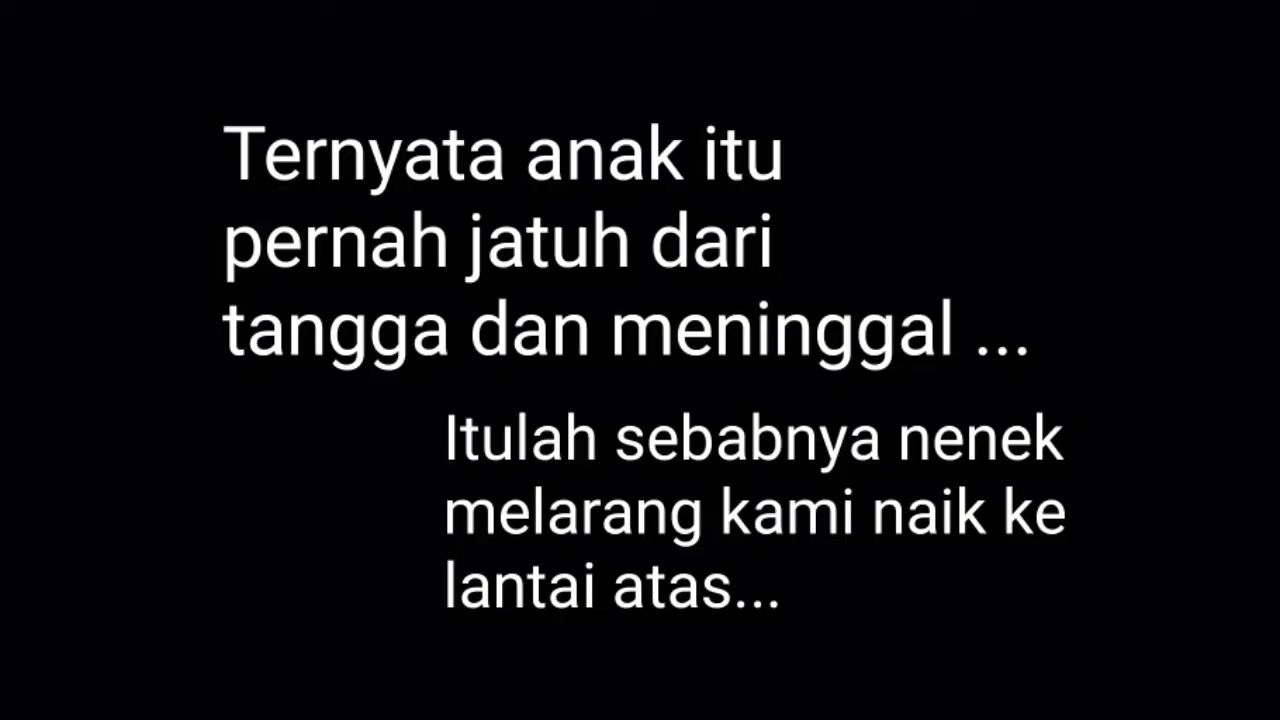 Ternyata anak itu
pernah jatuh dari
tangga dan meninggal ...
Itulah sebabnya nenek
melarang kami naik ke
lantai atas...